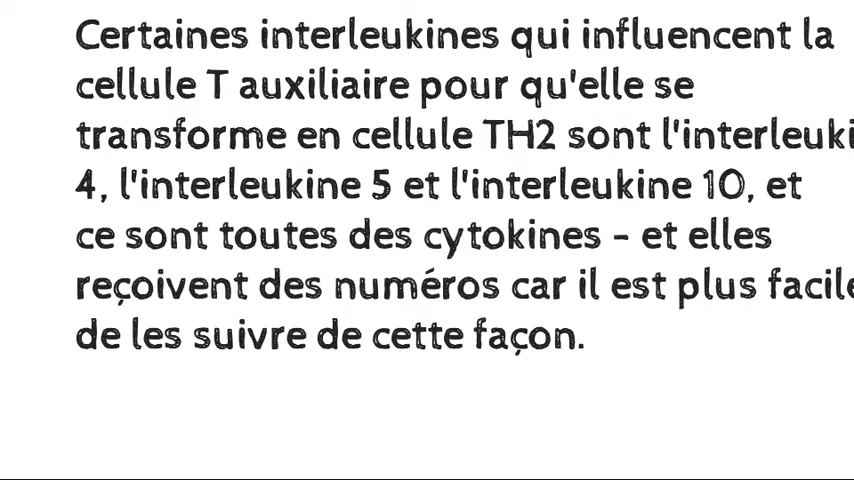 Certaines interleukines qui influencent la
cellule T auxiliaire pour qu'elle se
transforme en cellule TH2 sont l'interleuki
4, l'interleukine 5 et l'interleukine 10, et
ce sont toutes des cytokines - et elles
reçoivent des numéros car il est plus facile
de les suivre de cette façon.